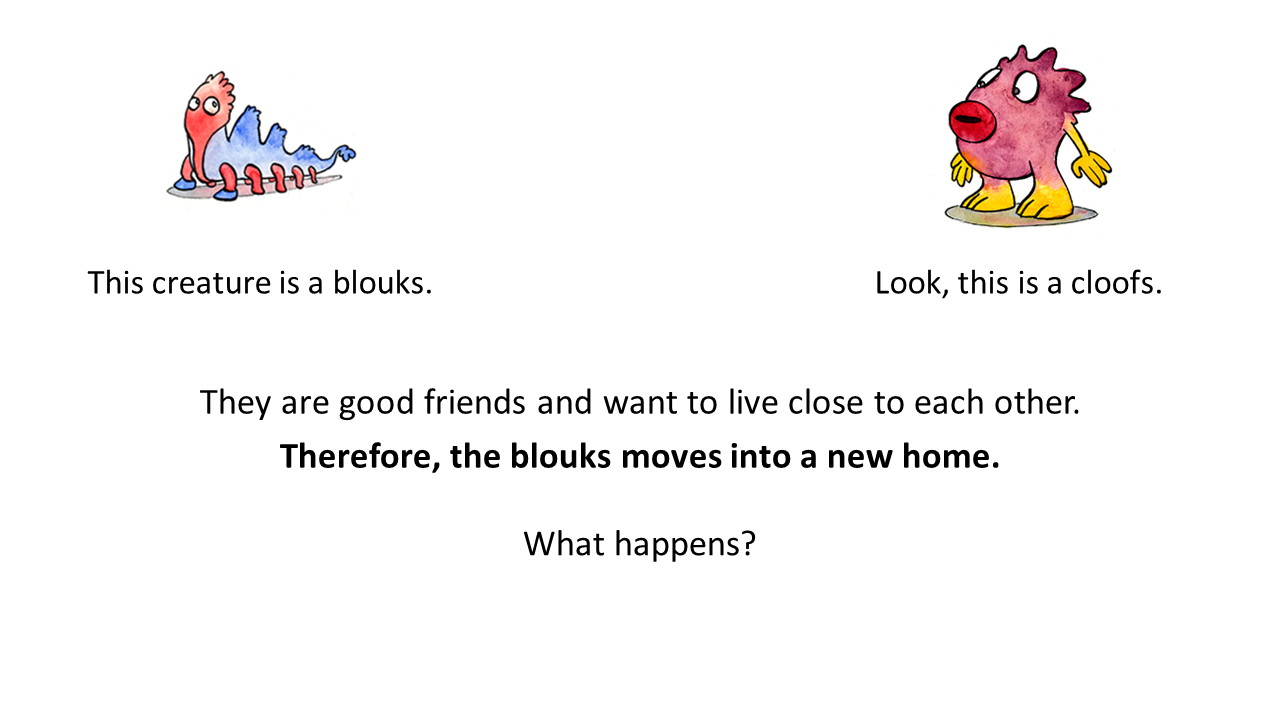 This creature is a blouks.
Look, this is a cloofs.
They are good friends and want to live close to each other.
Therefore, the blouks moves into a new home.
What happens?